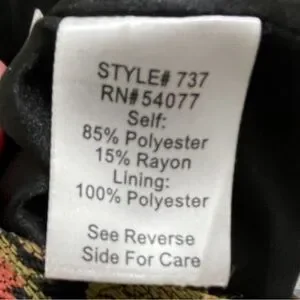 STYLE# 737
RN# 54077
Self:
85% Polyester
15% Rayon
Lining:
100% Polyester
See Reverse
Side For Care